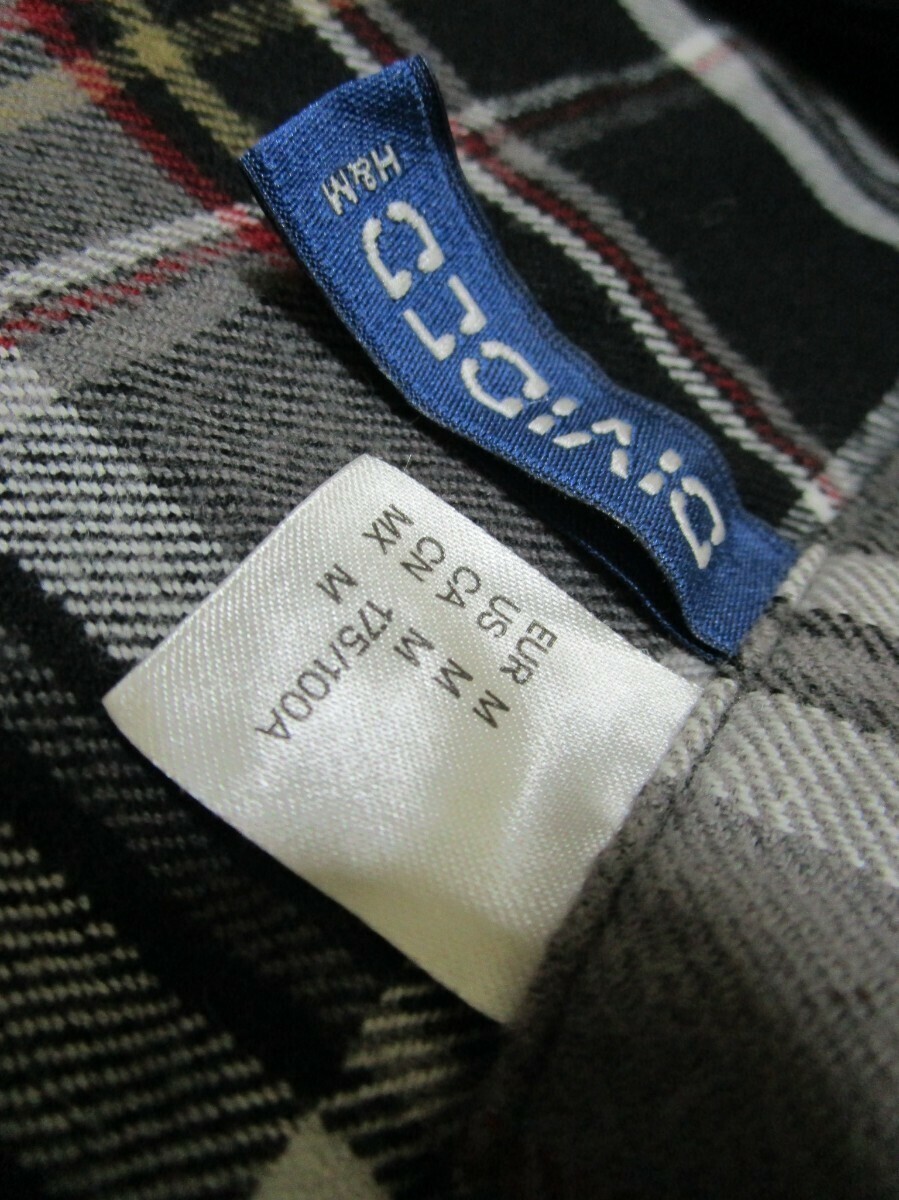 DIVIDED
H&M
EUR M
US M
CA M
CN 175/100A
MX M